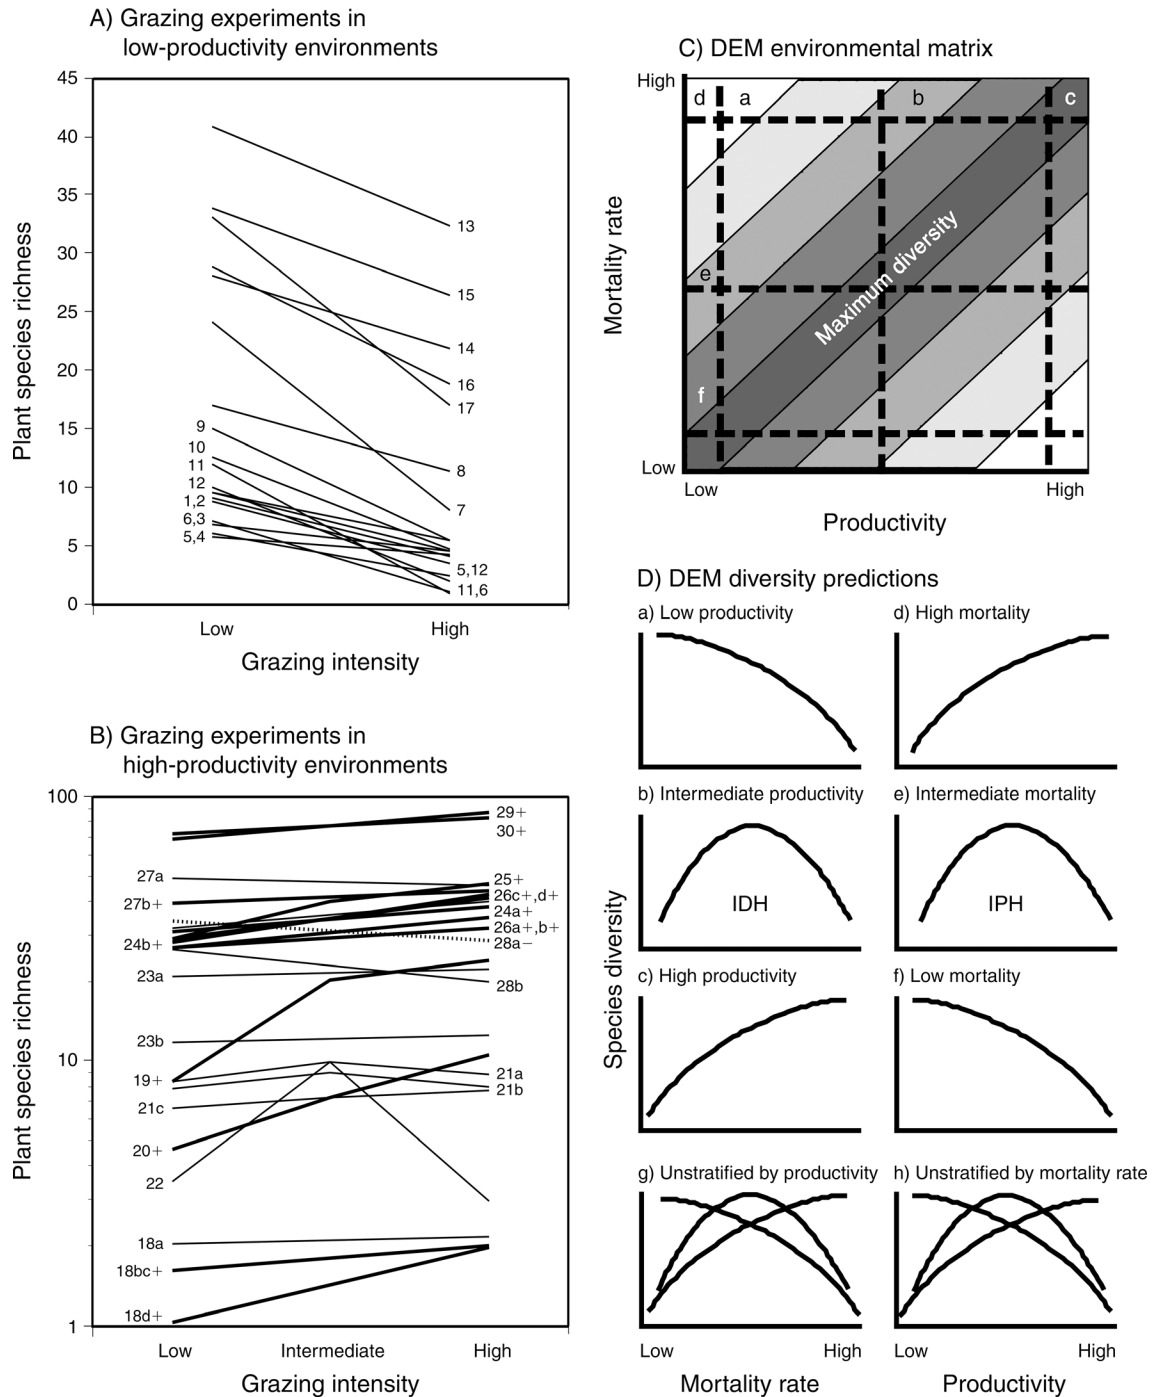 A) Grazing experiments in
low-productivity environments
45
40
35
30
25
20
15
10
5
0
Plant species richness
13
15
14
16
17
8
7
9
10
11
12
1,2
6,3
5,4
5,12
11,6
Low
High
Grazing intensity
B) Grazing experiments in
high-productivity environments
100
10
1
Plant species richness
27a
27b+
24b+
23a
23b
19+
21c
20+
22
18a
18bc+
18d+
29+
30+
25+
26c+,d+
24a+
26a+,b+
28a−
28b
21a
21b
Low
Intermediate
High
Grazing intensity
C) DEM environmental matrix
High
Low
Mortality rate
d
a
b
c
e
f
Maximum diversity
Low
High
Productivity
D) DEM diversity predictions
a) Low productivity
d) High mortality
b) Intermediate productivity
e) Intermediate mortality
IDH
IPH
c) High productivity
f) Low mortality
Species diversity
g) Unstratified by productivity
h) Unstratified by mortality rate
Low
High
Low
High
Mortality rate
Productivity